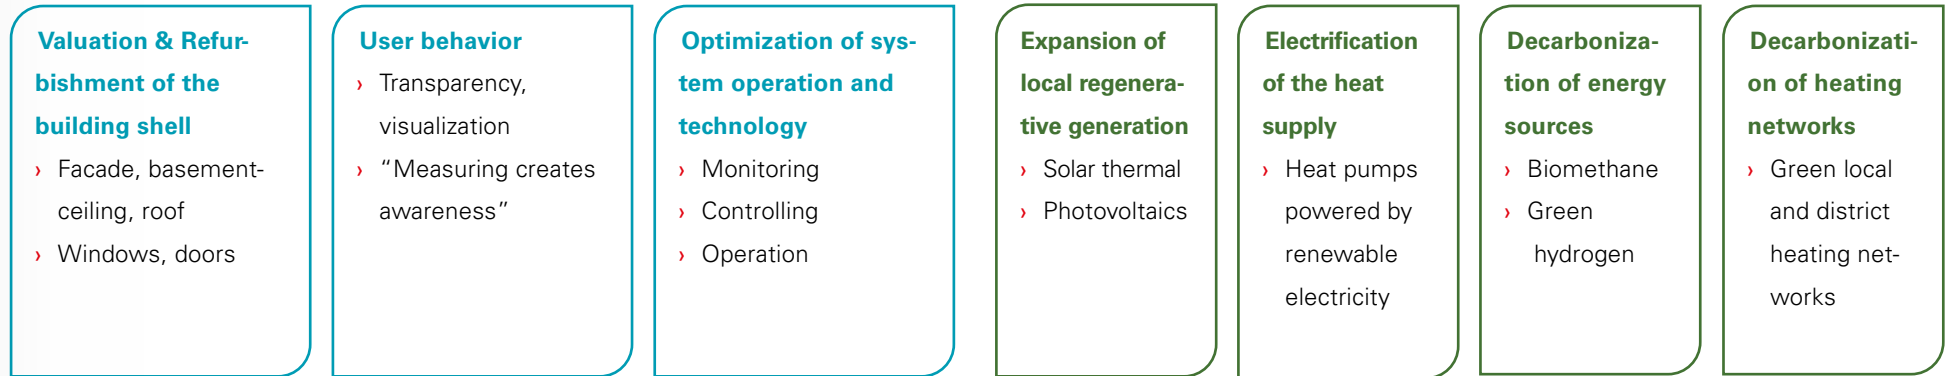 Valuation & Refur-
bishment of the
building shell
› Facade, basement-
ceiling, roof
› Windows, doors
User behavior
› Transparency,
visualization
› “Measuring creates
awareness”
Optimization of sys-
tem operation and
technology
› Monitoring
› Controlling
› Operation
Expansion of
local regenera-
tive generation
› Solar thermal
› Photovoltaics
Electrification
of the heat
supply
› Heat pumps
powered by
renewable
electricity
Decarboniza-
tion of energy
sources
› Biomethane
› Green
hydrogen
Decarbonizati-
on of heating
networks
› Green local
and district
heating net-
works